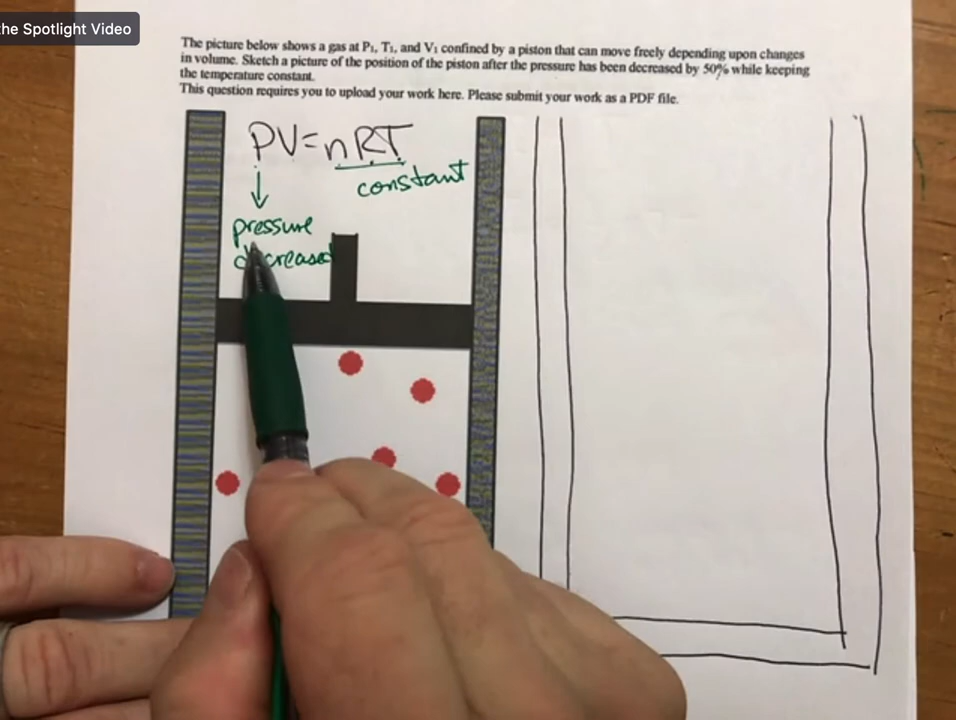 the Spotlight Video
The picture below shows a gas at P₁, T₁, and V₁ confined by a piston that can move freely depending upon changes
in volume. Sketch a picture of the position of the piston after the pressure has been decreased by 50% while keeping
the temperature constant.
This question requires you to upload your work here. Please submit your work as a PDF file.
PV=nRT
constant
pressure
decreased